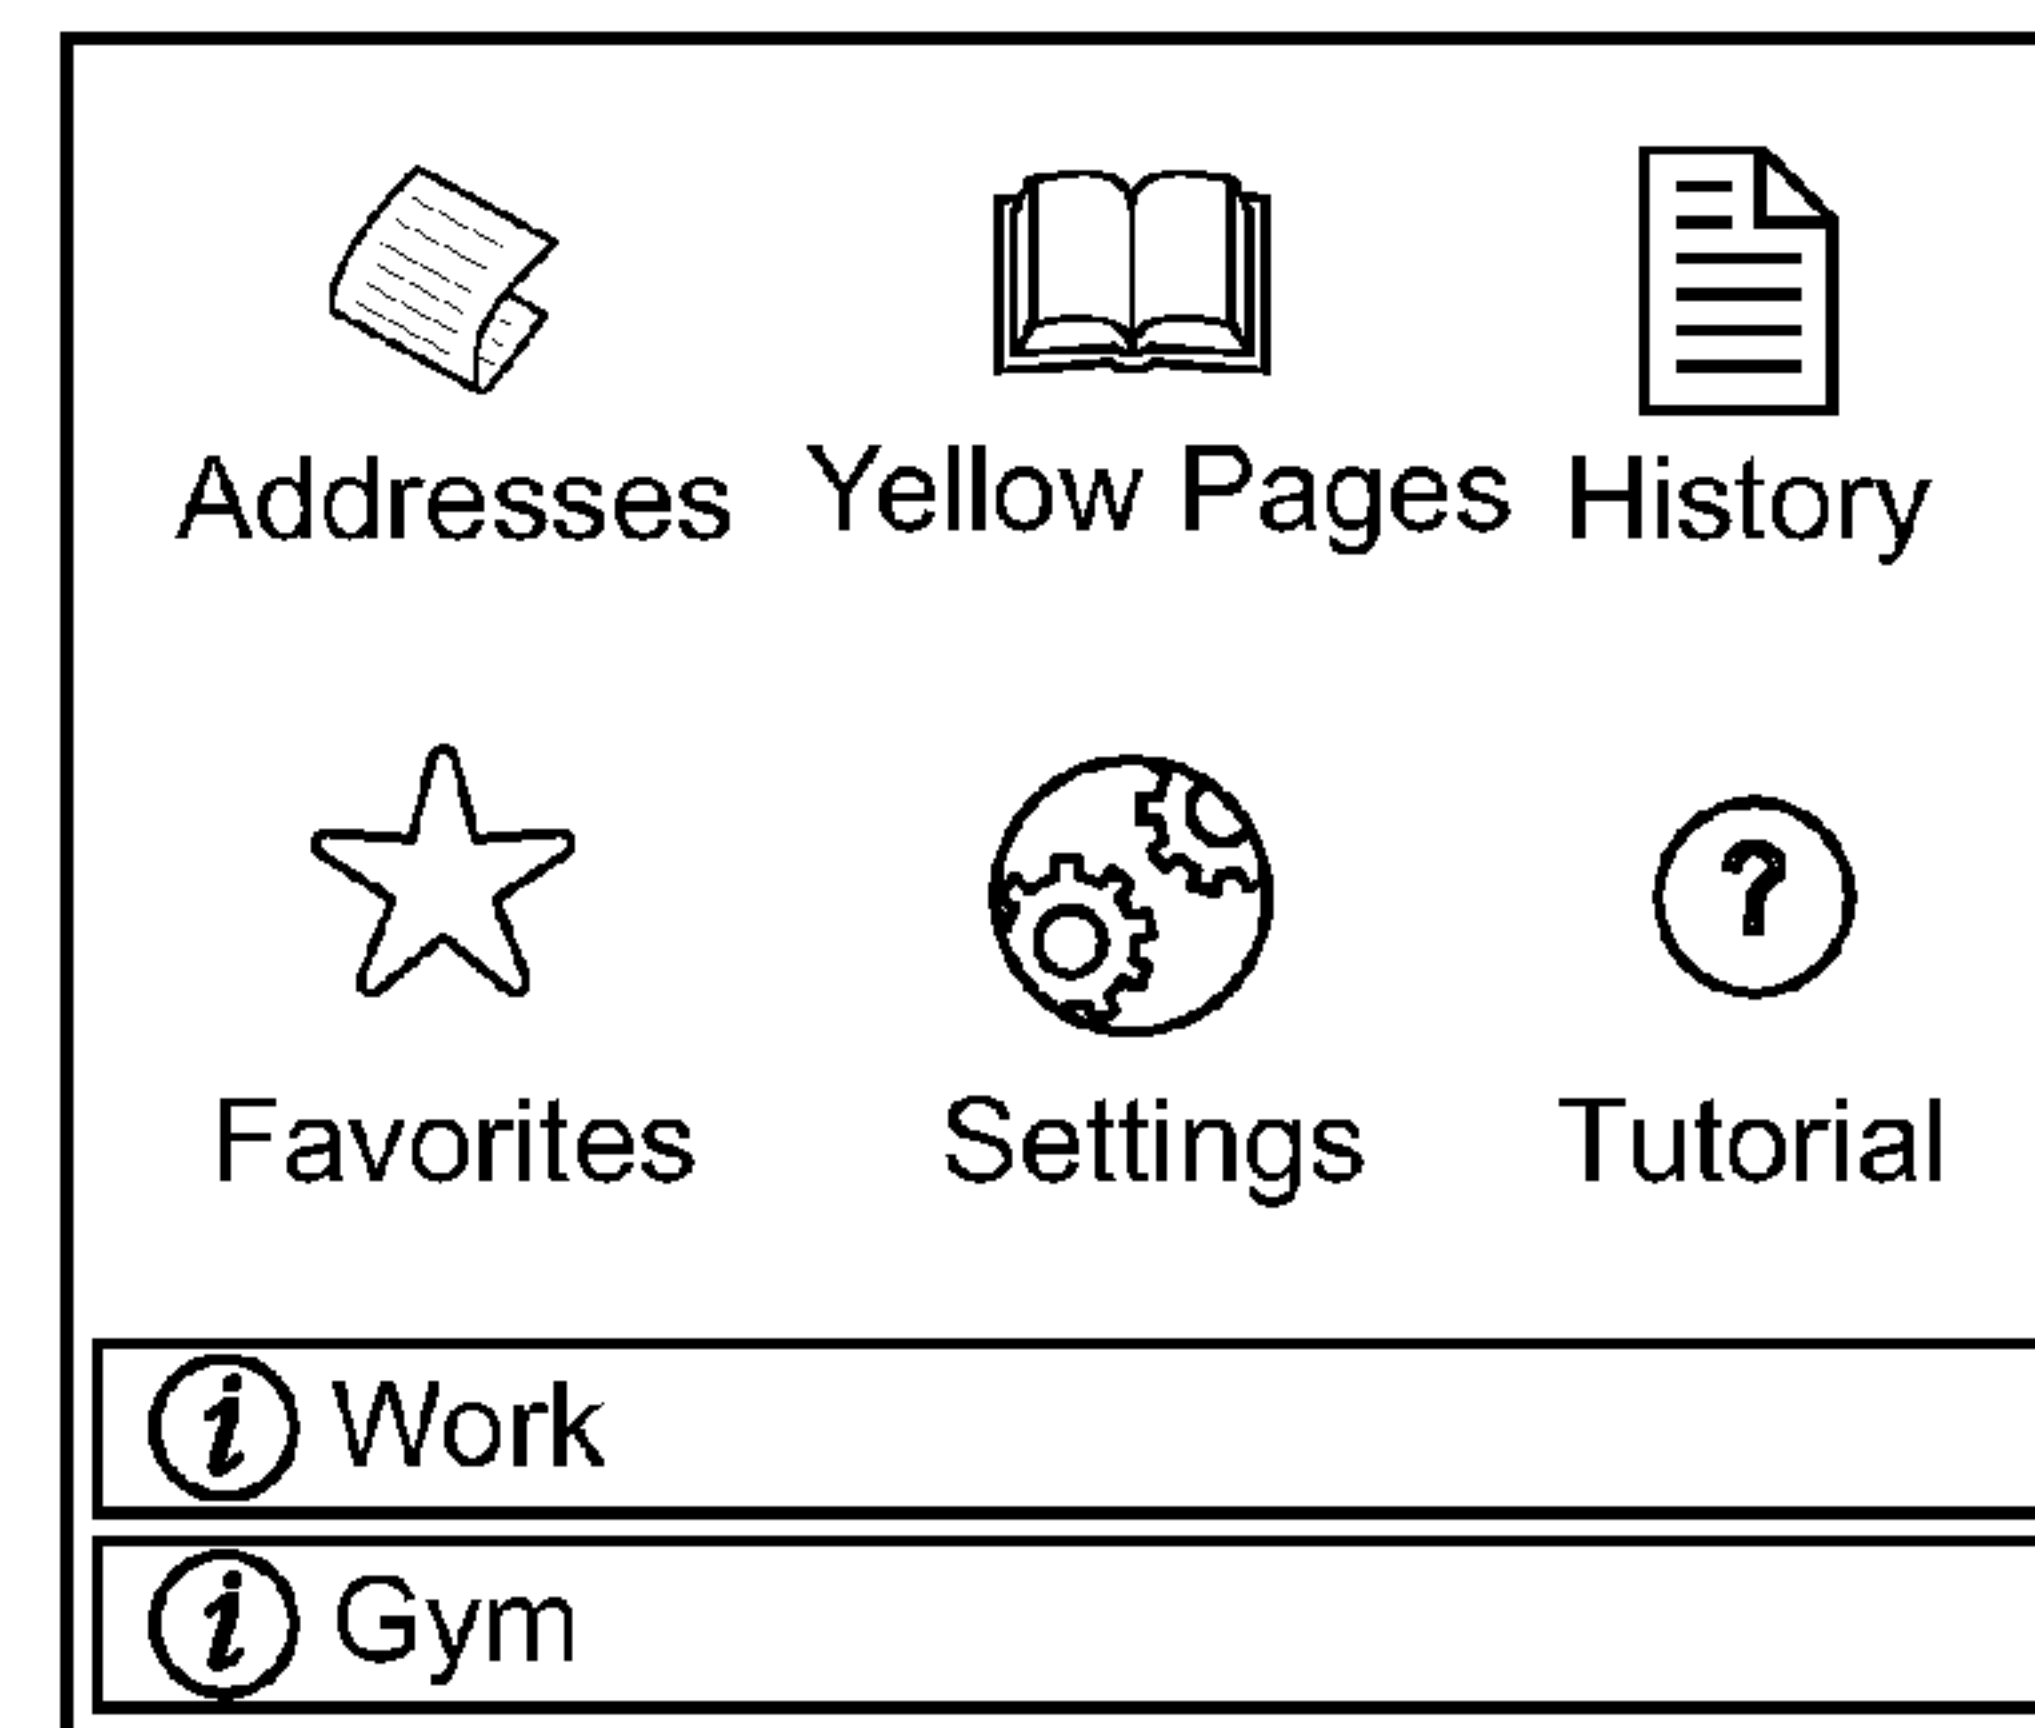 Addresses Yellow Pages History
?
Favorites Settings Tutorial
i Work
i Gym